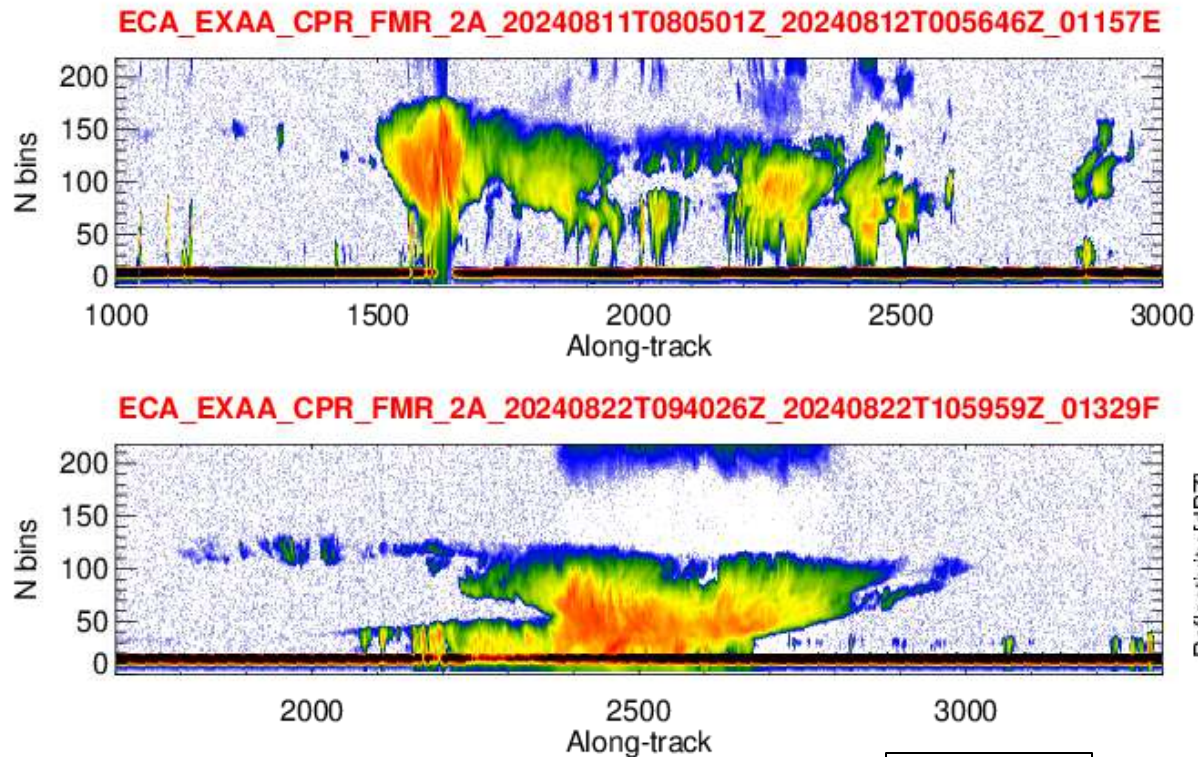 ECA_EXAA_CPR_FMR_2A_20240811T080501Z_20240812T005646Z_01157E
N bins
200
150
100
50
0
1000 1500 2000 2500 3000
Along-track
ECA_EXAA_CPR_FMR_2A_20240822T094026Z_20240822T105959Z_01329F
N bins
200
150
100
50
0
2000 2500 3000
Along-track